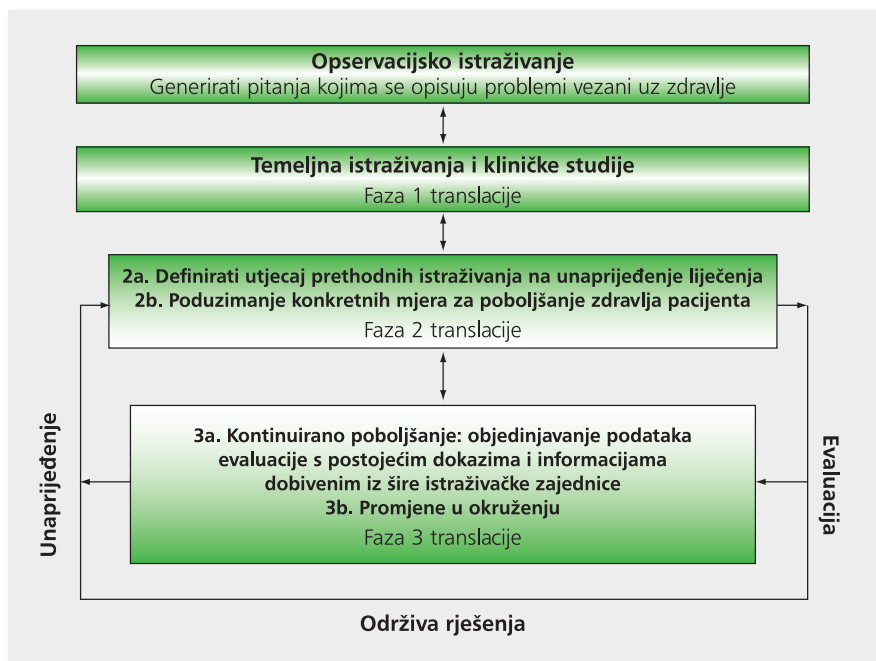 Opservacijsko istraživanje
Generirati pitanja kojima se opisuju problemi vezani uz zdravlje
Temeljna istraživanja i kliničke studije
Faza 1 translacije
2a. Definirati utjecaj prethodnih istraživanja na unaprijeđenje liječenja
2b. Poduzimanje konkretnih mjera za poboljšanje zdravlja pacijenta
Faza 2 translacije
3a. Kontinuirano poboljšanje: objedinjavanje podataka
evaluacije s postojećim dokazima i informacijama
dobivenim iz šire istraživačke zajednice
3b. Promjene u okruženju
Faza 3 translacije
Unaprijeđenje
Evaluacija
Održiva rješenja